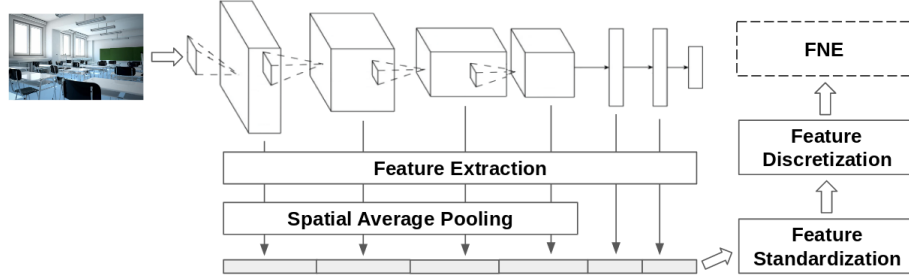 FNE
Feature
Discretization
Feature Extraction
Spatial Average Pooling
Feature
Standardization